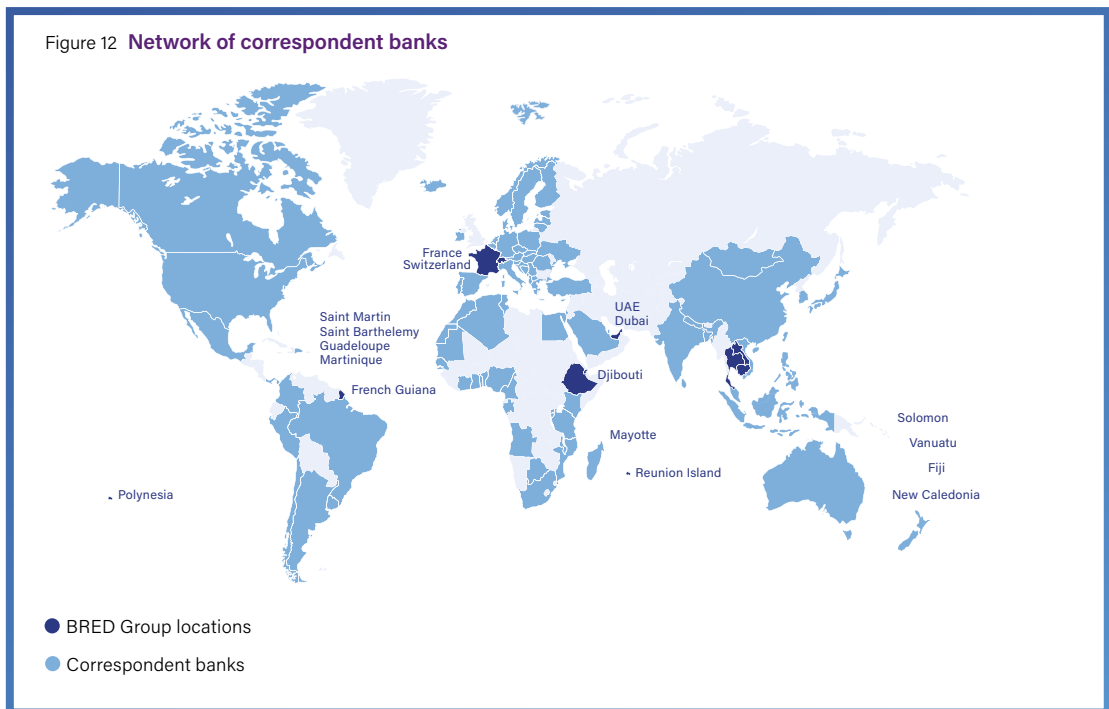 Figure 12 Network of correspondent banks
France
Switzerland
UAE
Dubai
Saint Martin
Saint Barthelemy
Guadeloupe
Martinique
Djibouti
French Guiana
Solomon
Mayotte
Vanuatu
Fiji
Reunion Island
Polynesia
New Caledonia
BRED Group locations
Correspondent banks